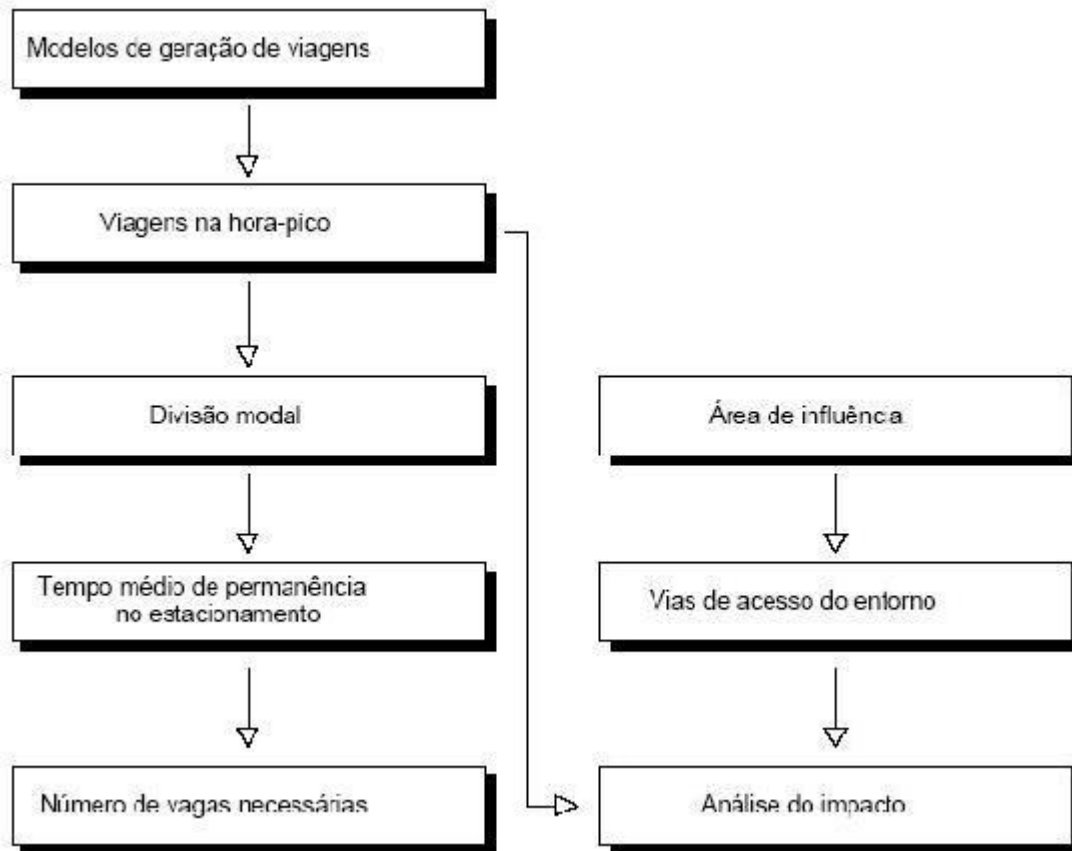 Modelos de geração de viagens
Viagens na hora-pico
Divisão modal
Área de influência
Tempo médio de permanência
no estacionamento
Vias de acesso do entorno
Número de vagas necessárias
Análise do impacto